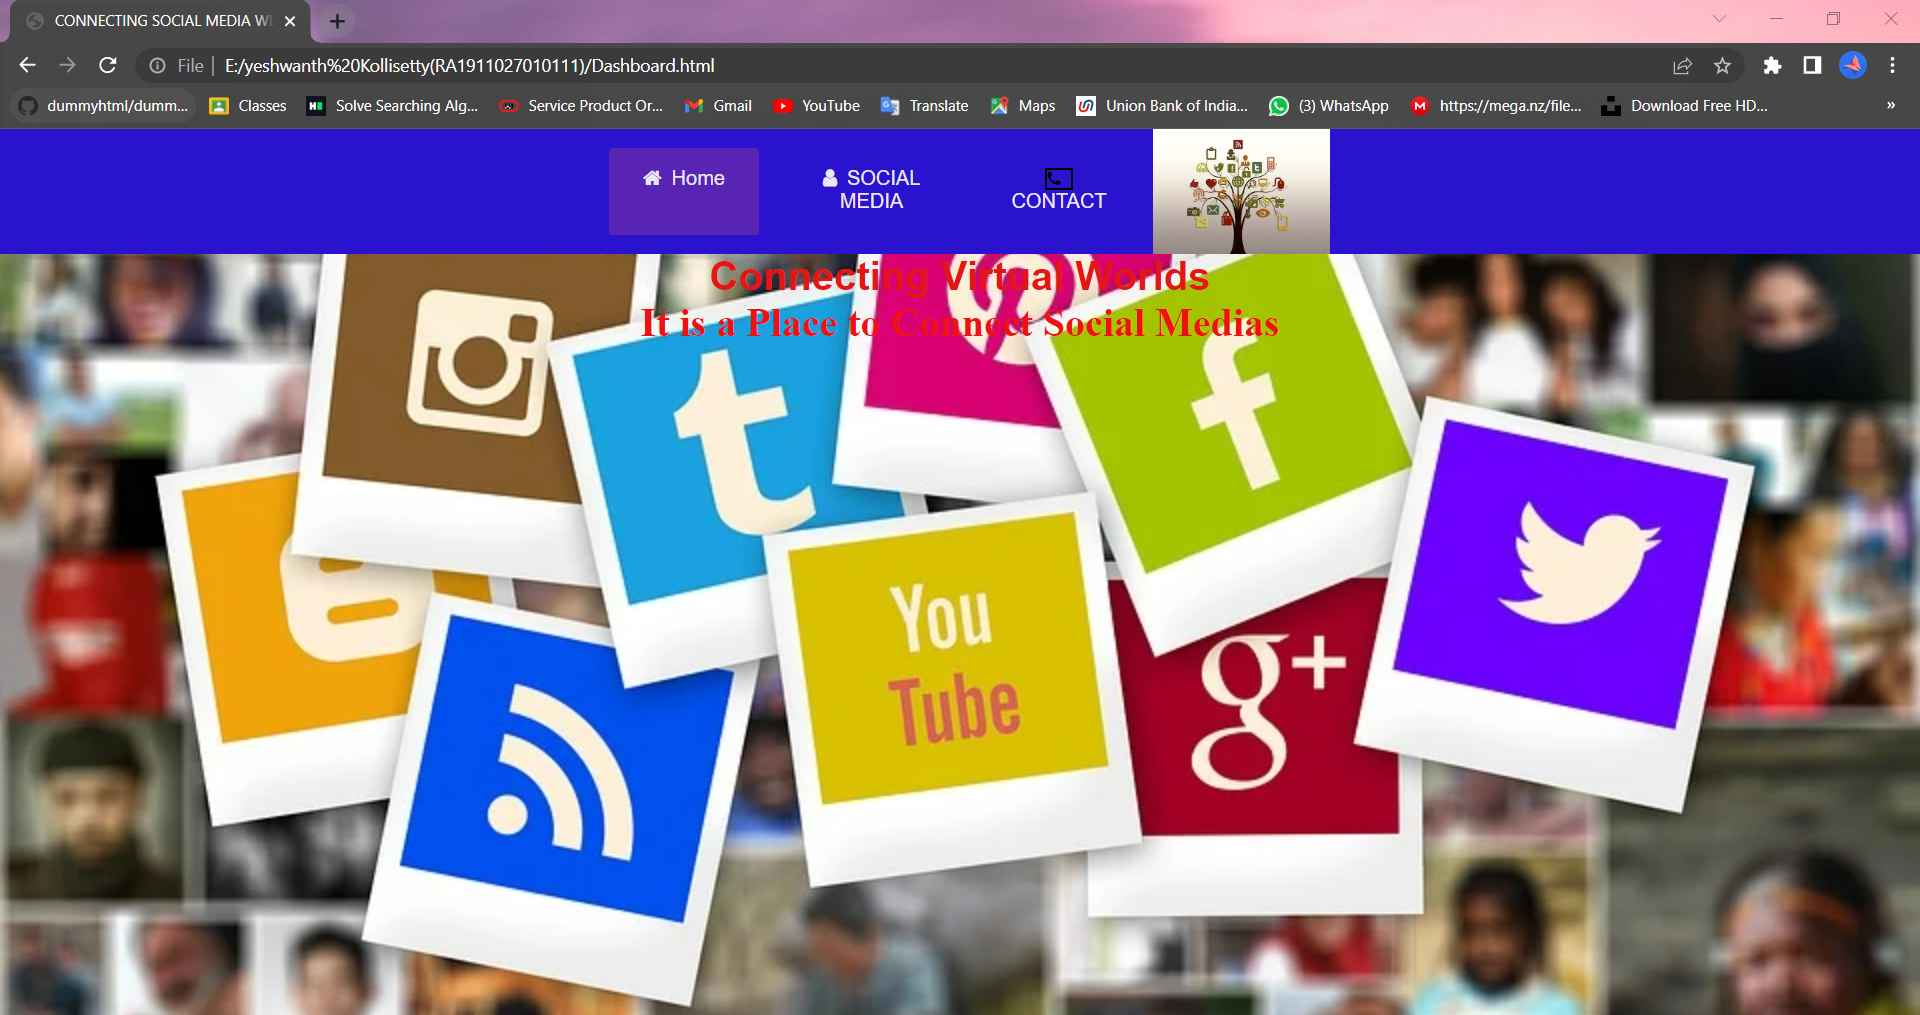 CONNECTING SOCIAL MEDIA WE
File
E:/yeshwanth%20Kollisetty(RA1911027010111)/Dashboard.html
dummyhtml/dumm...
Classes
Solve Searching Alg...
Service Product Or...
Gmail
YouTube
Translate
Maps
Union Bank of India...
(3) WhatsApp
https://mega.nz/file...
Download Free HD...
»
Home
SOCIAL
MEDIA
CONTACT
Connecting Virtual Worlds
It is a Place to Connect Social Medias
t
f
You
Tube
g+